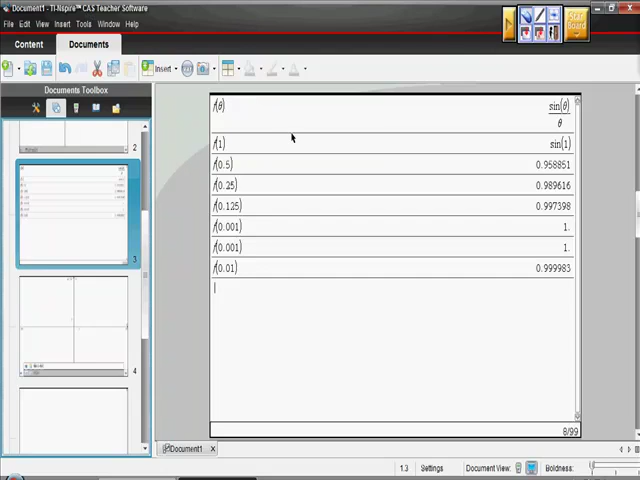 Document1 - TI-Nspire™ CAS Teacher Software
File Edit View Insert Tools Window Help
Star Board
Content Documents
Insert
Documents Toolbox
2
3
4
f(θ) sin(θ)
θ
f(1) sin(1)
f(0.5) 0.958851
f(0.25) 0.989616
f(0.125) 0.997398
f(0.001) 1.
f(0.001) 1.
f(0.01) 0.999983
8/99
Document1
1.3 Settings Document View: Boldness: